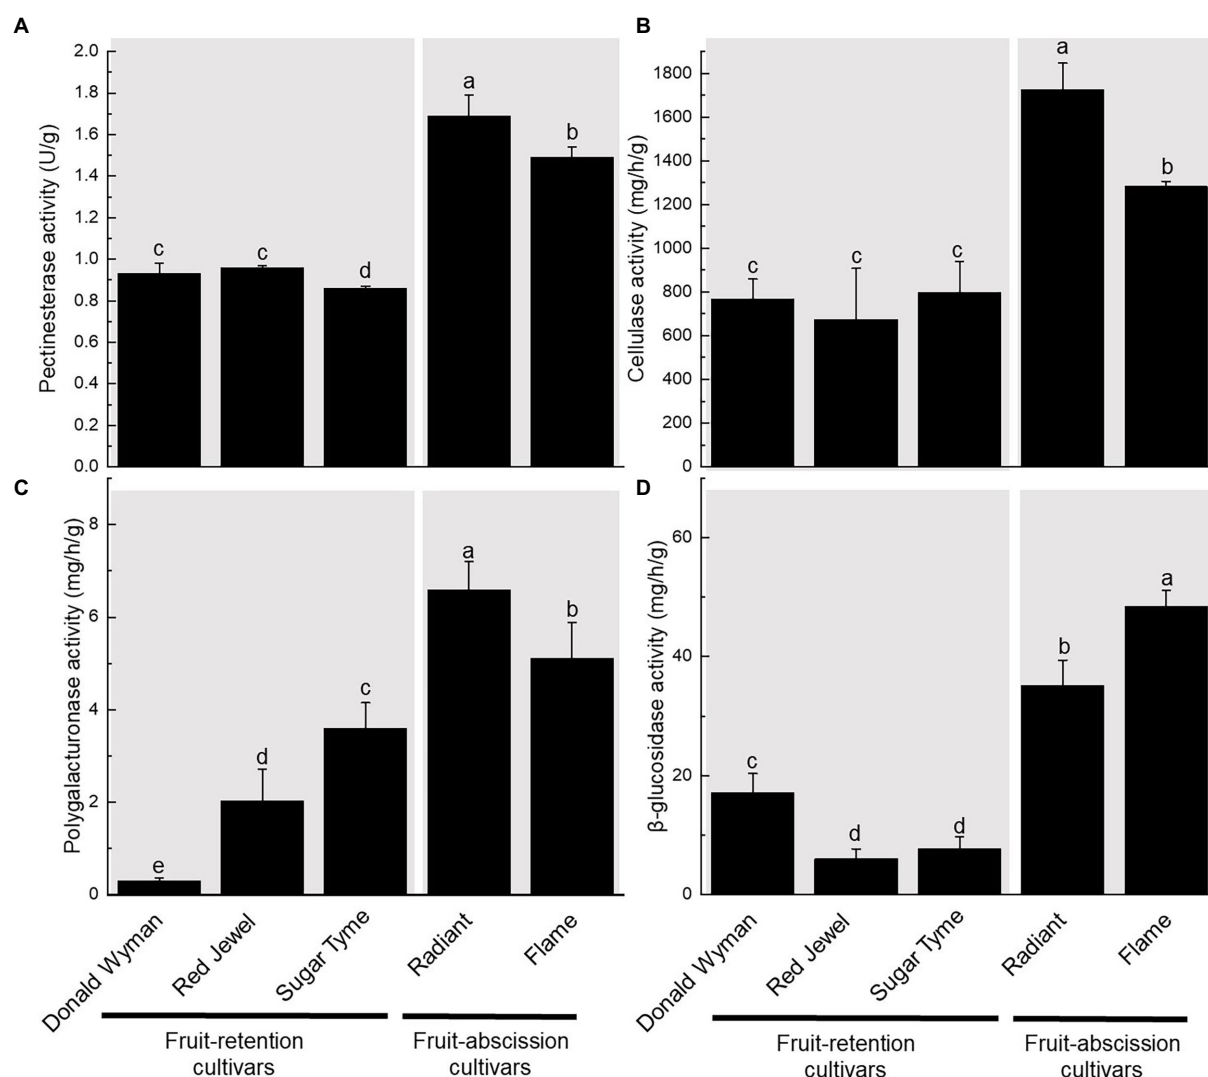 A
Pectinesterase activity (U/g)
2.0
1.8
1.6
1.4
1.2
1.0
0.8
0.6
0.4
0.2
0.0
c
c
d
a
b
B
Cellulase activity (mg/h/g)
1800
1600
1400
1200
1000
800
600
400
200
0
c
c
c
a
b
C
Polygalacturonase activity (mg/h/g)
8
6
4
2
0
e
d
c
a
b
D
β-glucosidase activity (mg/h/g)
60
40
20
0
c
d
d
b
a
Donald Wyman
Red Jewel
Sugar Tyme
Radiant
Flame
Fruit-retention
cultivars
Fruit-abscission
cultivars
Donald Wyman
Red Jewel
Sugar Tyme
Radiant
Flame
Fruit-retention
cultivars
Fruit-abscission
cultivars